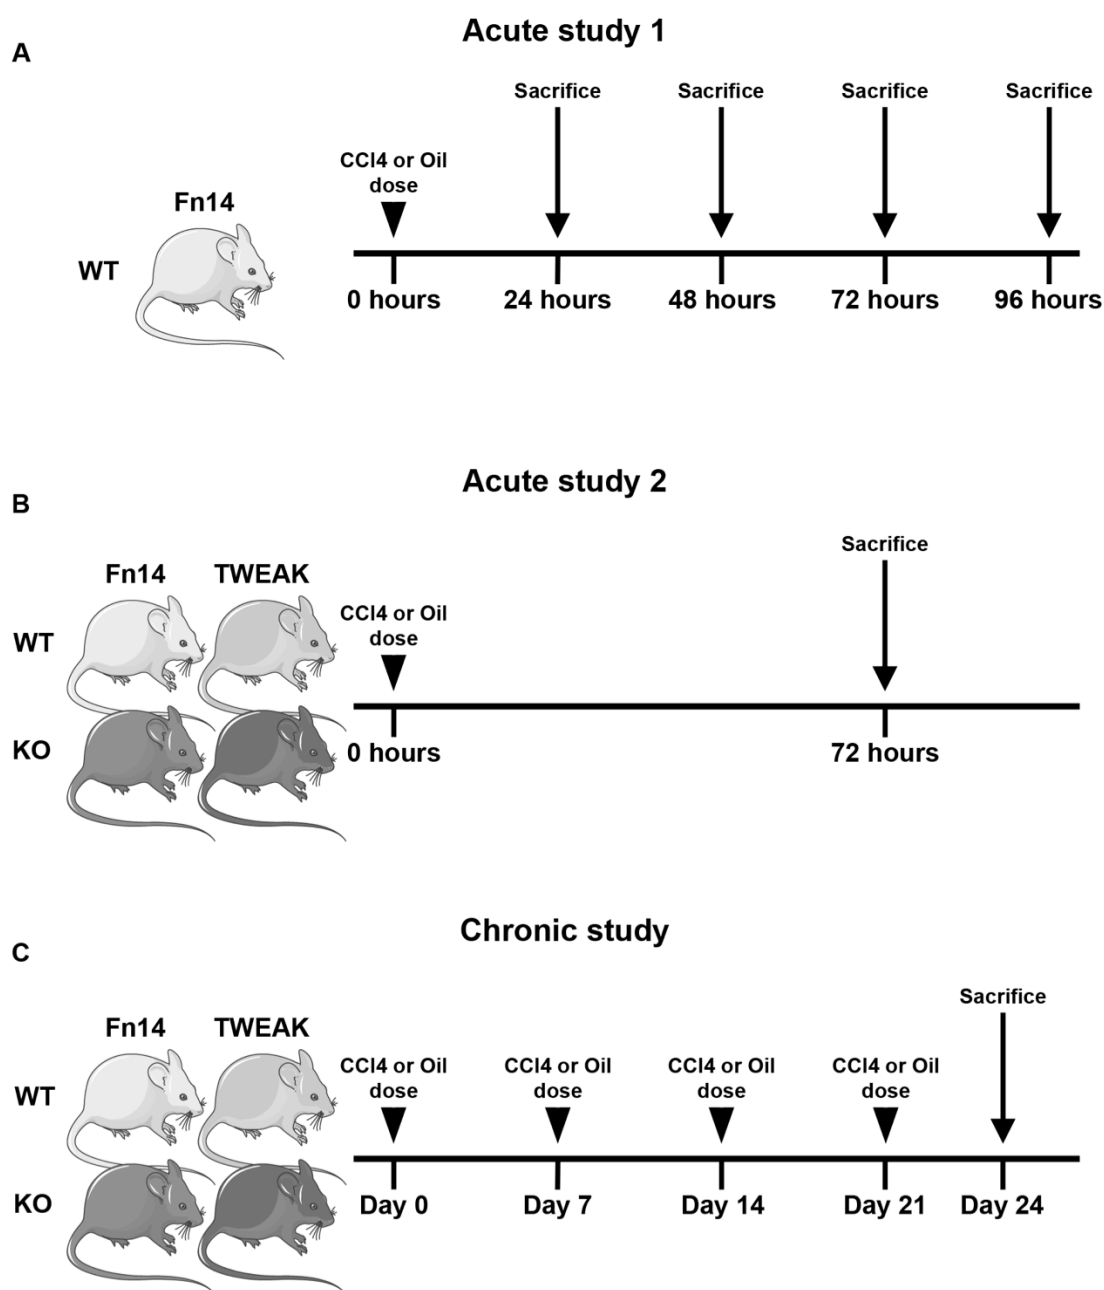 Acute study 1
A
Sacrifice Sacrifice Sacrifice Sacrifice
CCl4 or Oil
dose
Fn14
WT
0 hours 24 hours 48 hours 72 hours 96 hours
Acute study 2
B
Sacrifice
Fn14 TWEAK
CCl4 or Oil
dose
WT
KO
0 hours 72 hours
Chronic study
C
Sacrifice
Fn14 TWEAK
CCl4 or Oil CCl4 or Oil CCl4 or Oil CCl4 or Oil
dose dose dose dose
WT
KO
Day 0 Day 7 Day 14 Day 21 Day 24